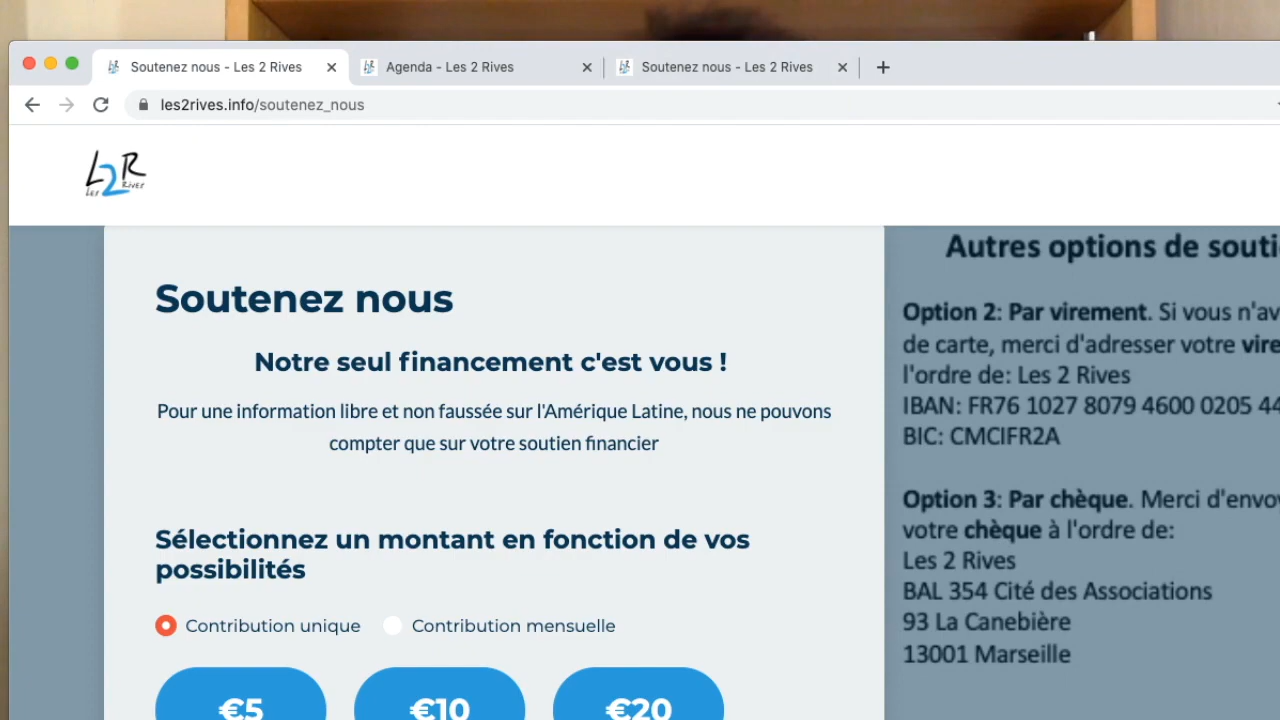 Soutenez nous - Les 2 Rives
Agenda - Les 2 Rives
Soutenez nous - Les 2 Rives
les2rives.info/soutenez_nous
L2R
Les Rives
Soutenez nous
Notre seul financement c'est vous !
Pour une information libre et non faussée sur l'Amérique Latine, nous ne pouvons
compter que sur votre soutien financier
Sélectionnez un montant en fonction de vos
possibilités
Contribution unique
Contribution mensuelle
€5
€10
€20
Autres options de souti
Option 2: Par virement. Si vous n'av
de carte, merci d'adresser votre vire
l'ordre de: Les 2 Rives
IBAN: FR76 1027 8079 4600 0205 44
BIC: CMCIFR2A
Option 3: Par chèque. Merci d'envo
votre chèque à l'ordre de:
Les 2 Rives
BAL 354 Cité des Associations
93 La Canebière
13001 Marseille